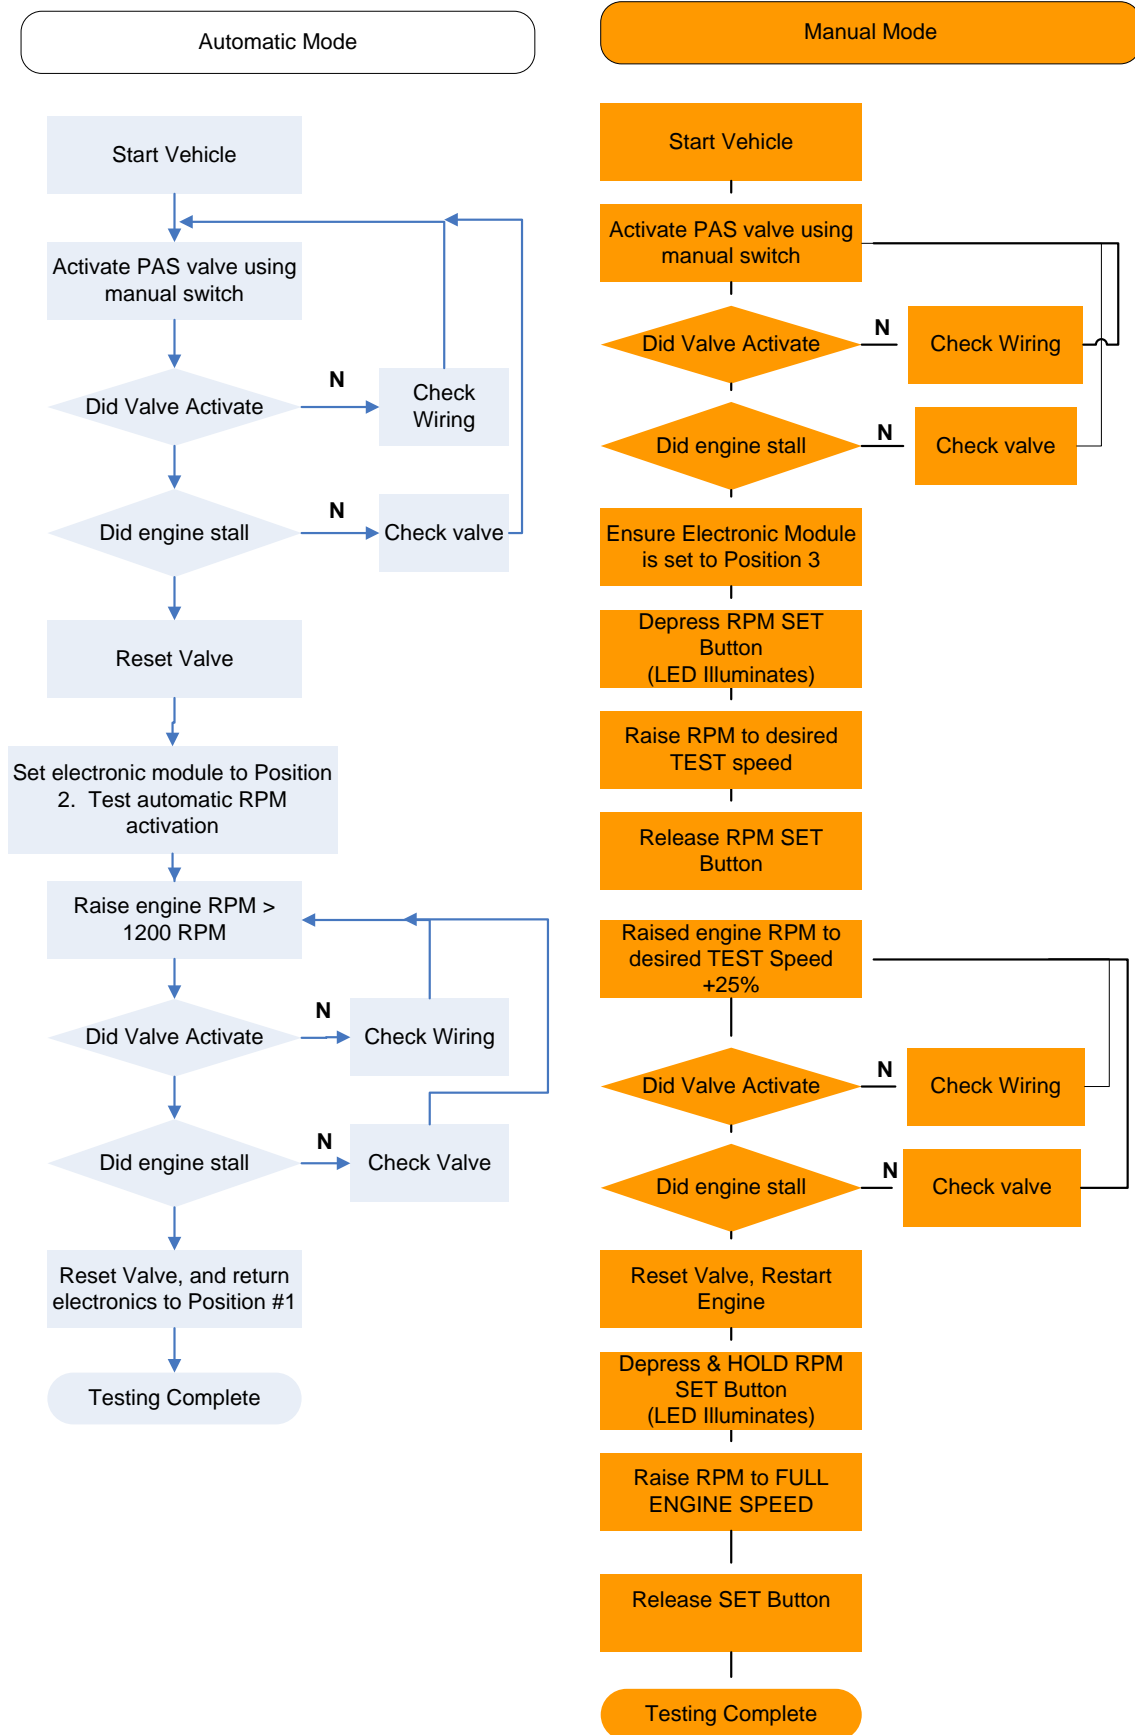 Automatic Mode
Start Vehicle
Activate PAS valve using
manual switch
Did Valve Activate
N
Check
Wiring
Did engine stall
N
Check valve
Reset Valve
Set electronic module to Position
2. Test automatic RPM
activation
Raise engine RPM >
1200 RPM
Did Valve Activate
N
Check Wiring
Did engine stall
N
Check Valve
Reset Valve, and return
electronics to Position #1
Testing Complete
Manual Mode
Start Vehicle
Activate PAS valve using
manual switch
Did Valve Activate
N
Check Wiring
Did engine stall
N
Check valve
Ensure Electronic Module
is set to Position 3
Depress RPM SET
Button
(LED Illuminates)
Raise RPM to desired
TEST speed
Release RPM SET
Button
Raised engine RPM to
desired TEST Speed
+25%
Did Valve Activate
N
Check Wiring
Did engine stall
N
Check valve
Reset Valve, Restart
Engine
Depress & HOLD RPM
SET Button
(LED Illuminates)
Raise RPM to FULL
ENGINE SPEED
Release SET Button
Testing Complete